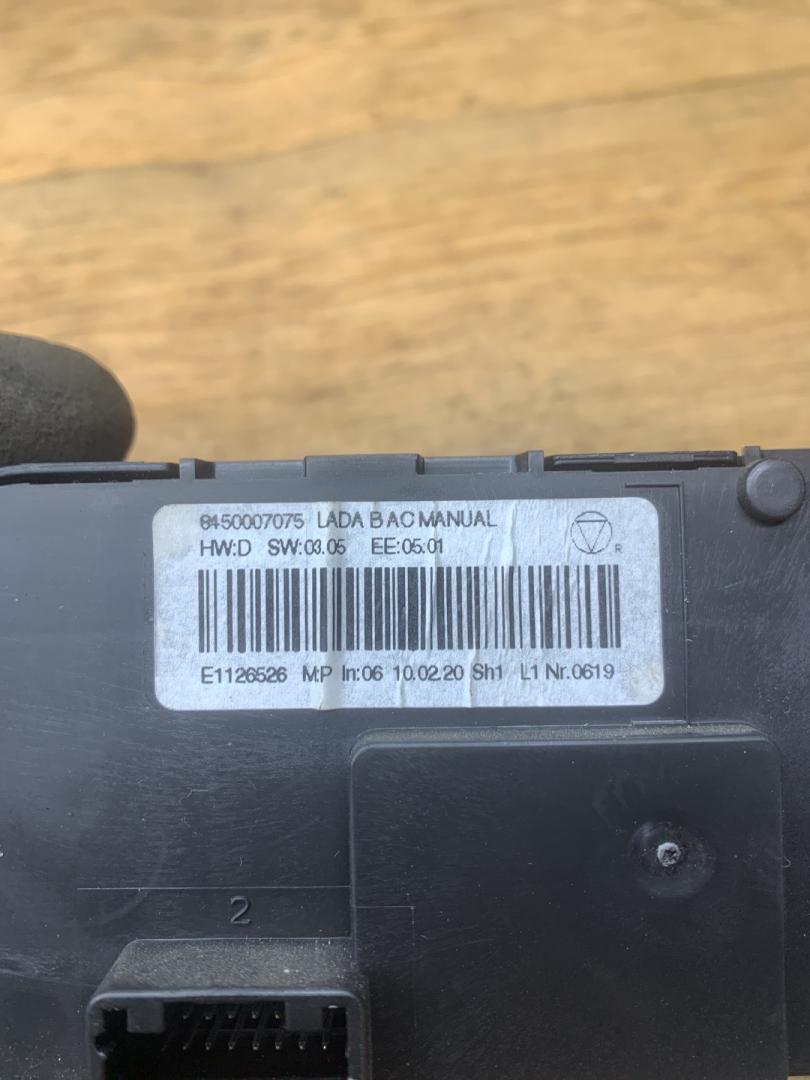 8450007075 LADA B AC MANUAL
HW:D SW:03.05 EE:05.01
R
E1126526 M:P In:06 10.02.20 Sh1 L1 Nr.0619
2